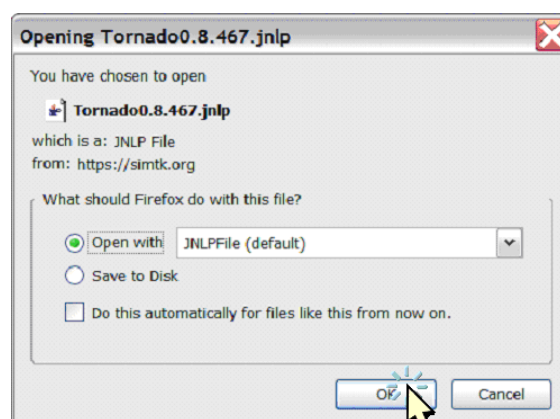 Opening Tornado0.8.467.jnlp
You have chosen to open
Tornado0.8.467.jnlp
which is a: JNLP File
from: https://simtk.org
What should Firefox do with this file?
Open with JNLPFile (default)
Save to Disk
Do this automatically for files like this from now on.
OK Cancel